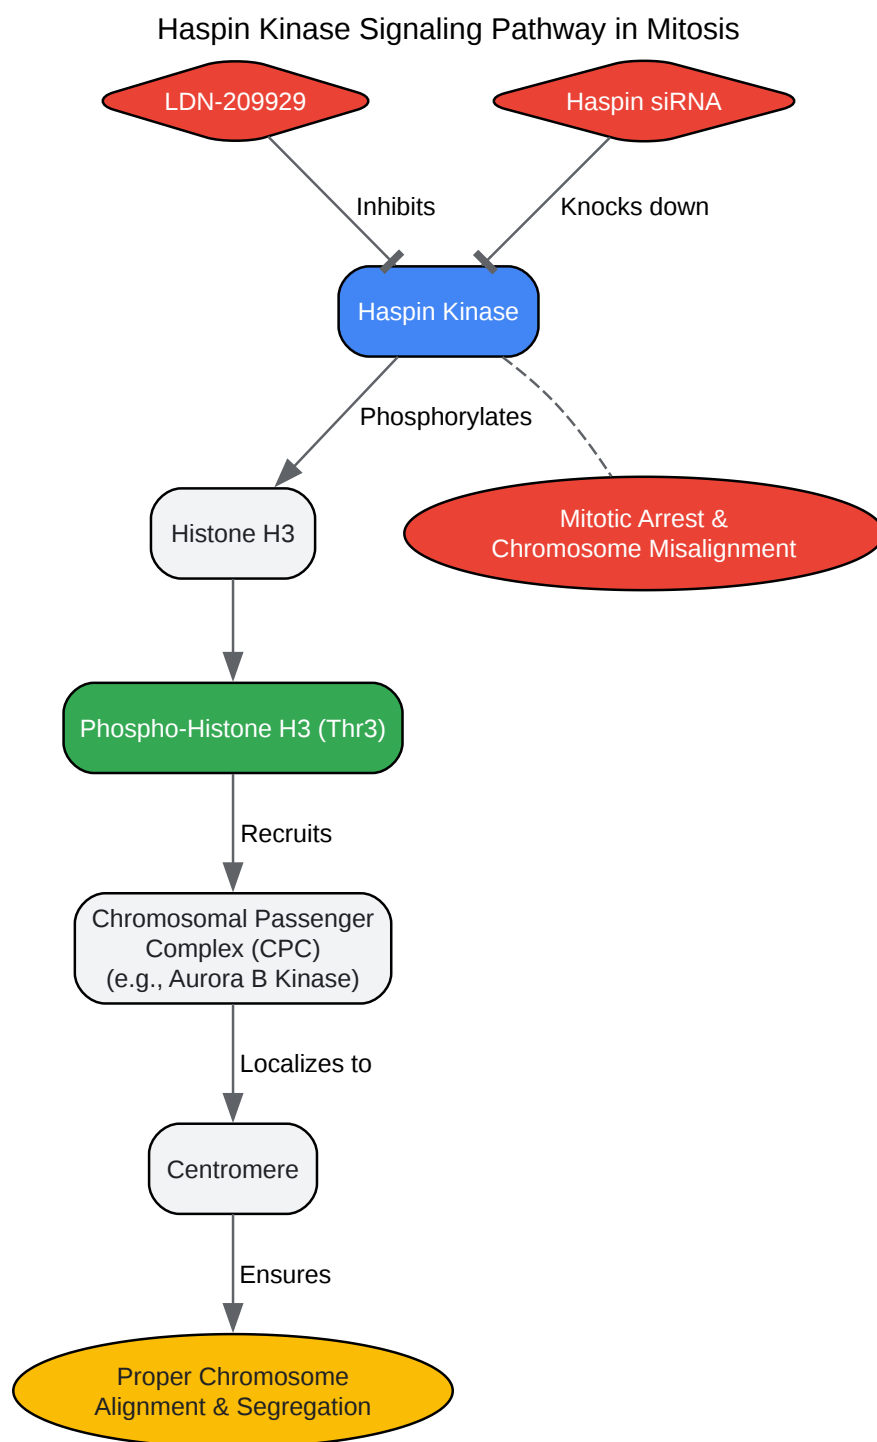 Haspin Kinase Signaling Pathway in Mitosis
LDN-209929
Haspin siRNA
Inhibits
Knocks down
Haspin Kinase
Phosphorylates
Histone H3
Mitotic Arrest &
Chromosome Misalignment
Phospho-Histone H3 (Thr3)
Recruits
Chromosomal Passenger
Complex (CPC)
(e.g., Aurora B Kinase)
Localizes to
Centromere
Ensures
Proper Chromosome
Alignment & Segregation